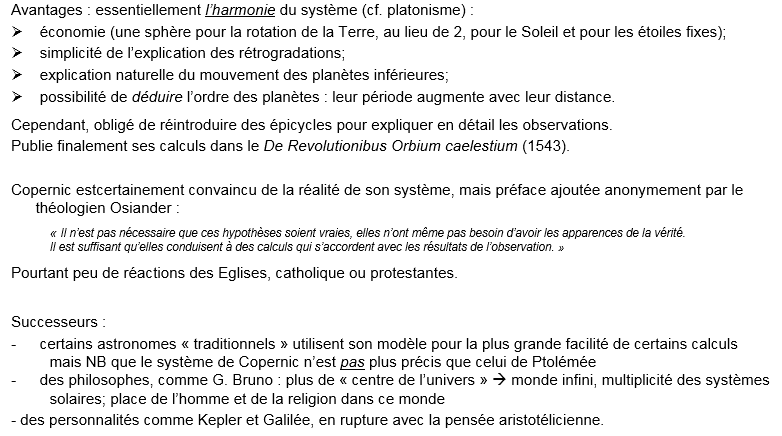 Avantages : essentiellement l'harmonie du système (cf. platonisme) :
➢ économie (une sphère pour la rotation de la Terre, au lieu de 2, pour le Soleil et pour les étoiles fixes);
➢ simplicité de l'explication des rétrogradations;
➢ explication naturelle du mouvement des planètes inférieures;
➢ possibilité de déduire l'ordre des planètes : leur période augmente avec leur distance.
Cependant, obligé de réintroduire des épicycles pour expliquer en détail les observations.
Publie finalement ses calculs dans le De Revolutionibus Orbium caelestium (1543).
Copernic estcertainement convaincu de la réalité de son système, mais préface ajoutée anonymement par le
théologien Osiander :
« Il n'est pas nécessaire que ces hypothèses soient vraies, elles n'ont même pas besoin d'avoir les apparences de la vérité.
Il est suffisant qu'elles conduisent à des calculs qui s'accordent avec les résultats de l'observation. »
Pourtant peu de réactions des Eglises, catholique ou protestantes.
Successeurs :
- certains astronomes « traditionnels » utilisent son modèle pour la plus grande facilité de certains calculs
mais NB que le système de Copernic n'est pas plus précis que celui de Ptolémée
- des philosophes, comme G. Bruno : plus de « centre de l'univers » → monde infini, multiplicité des systèmes
solaires; place de l'homme et de la religion dans ce monde
- des personnalités comme Kepler et Galilée, en rupture avec la pensée aristotélicienne.